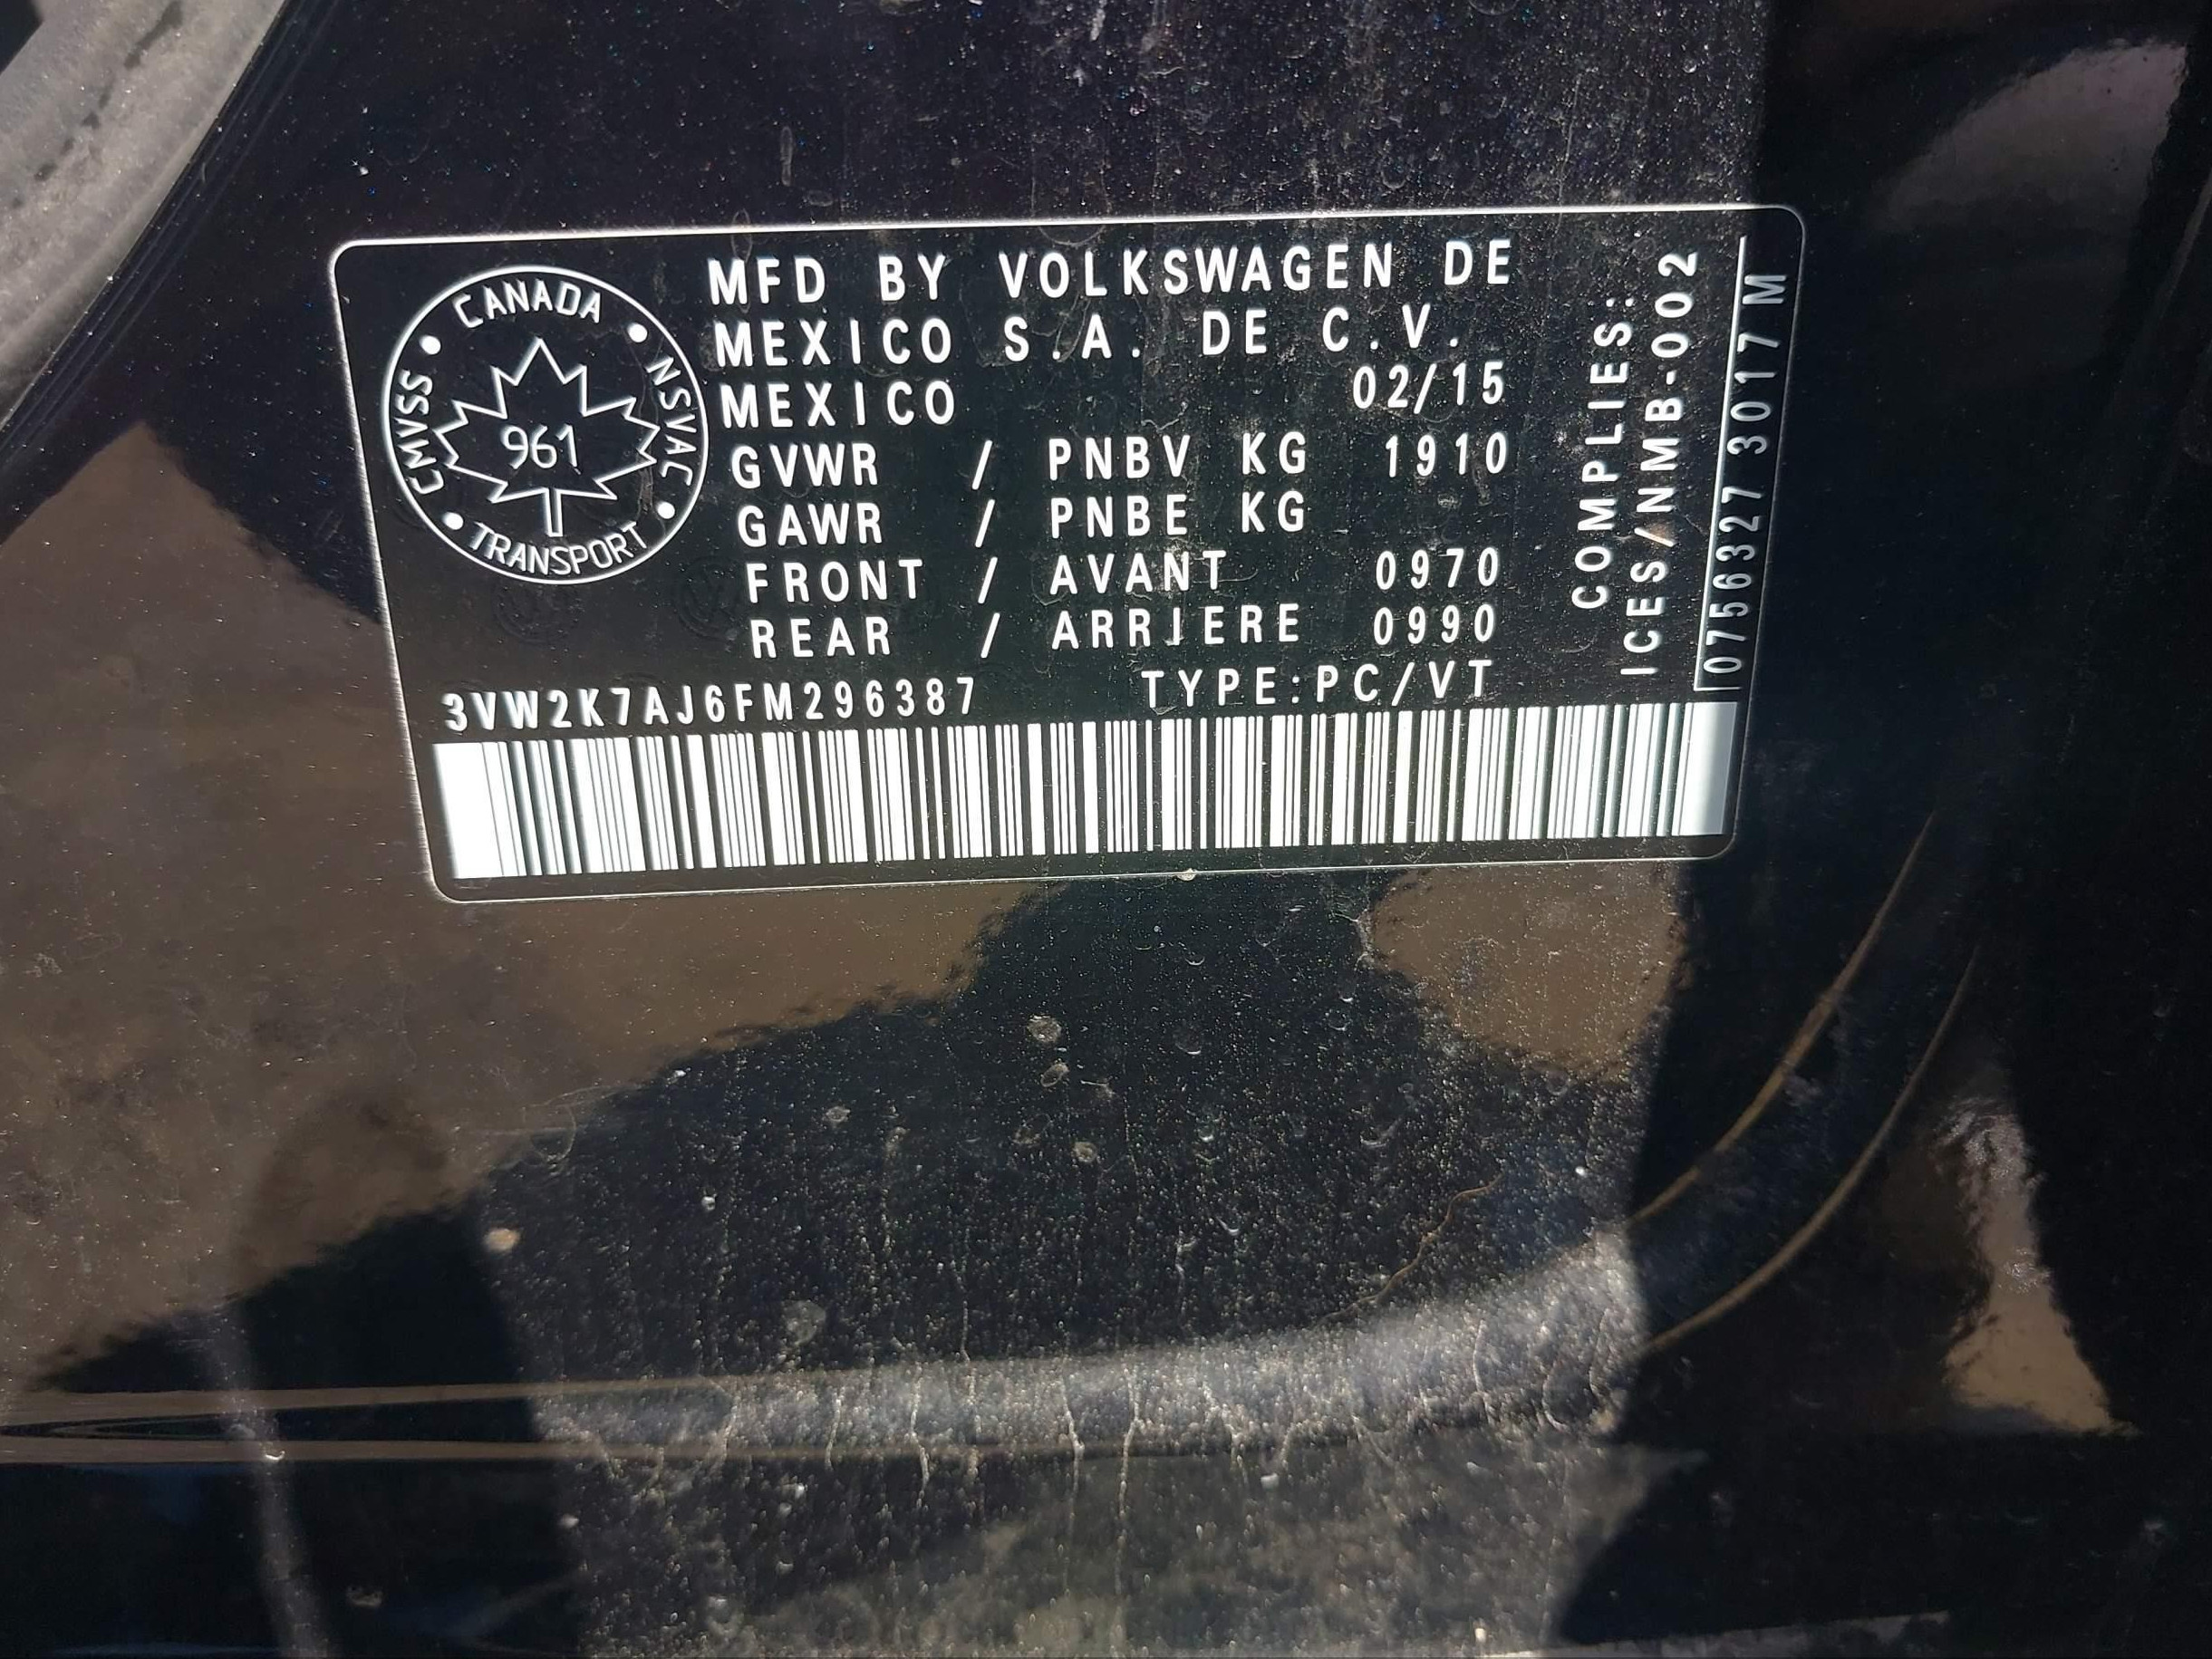 CANADA
CMVSS
NSVAC
961
TRANSPORT
MFD BY VOLKSWAGEN DE
MEXICO S.A. DE C.V.
MEXICO 02/15
GVWR / PNBV KG 1910
GAWR / PNBE KG
FRONT / AVANT 0970
REAR / ARRIERE 0990
3VW2K7AJ6FM296387 TYPE:PC/VT
COMPLIES:
ICES/NMB-002
0756327 3017 M